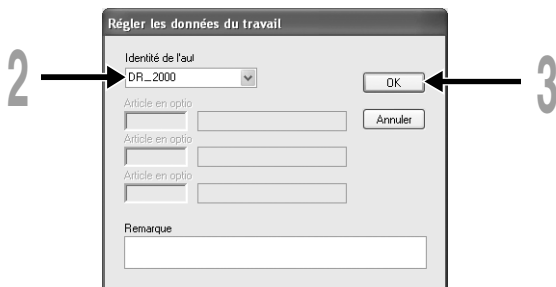 Régler les données du travail
2
Identité de l'aut
DR_2000
OK
3
Article en optio
Annuler
Article en optio
Article en optio
Remarque